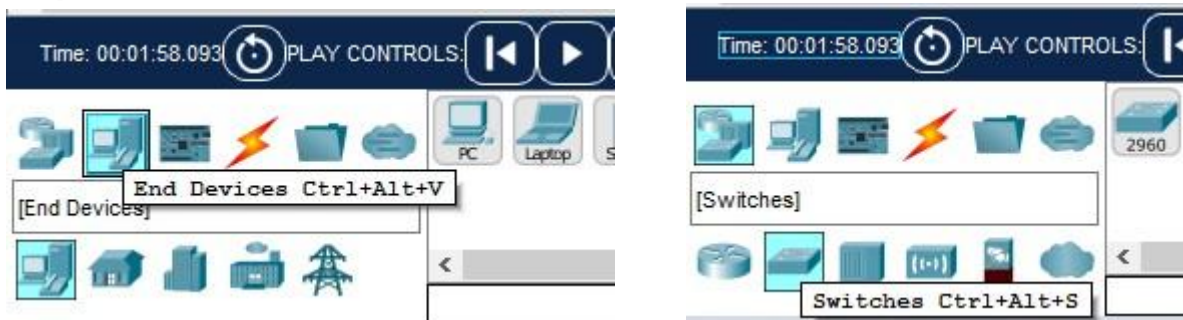 Time: 00:01:58.093 PLAY CONTROLS:
PC Laptop S
End Devices Ctrl+Alt+V
[End Devices]
Time: 00:01:58.093 PLAY CONTROLS:
2960
[Switches]
Switches Ctrl+Alt+S